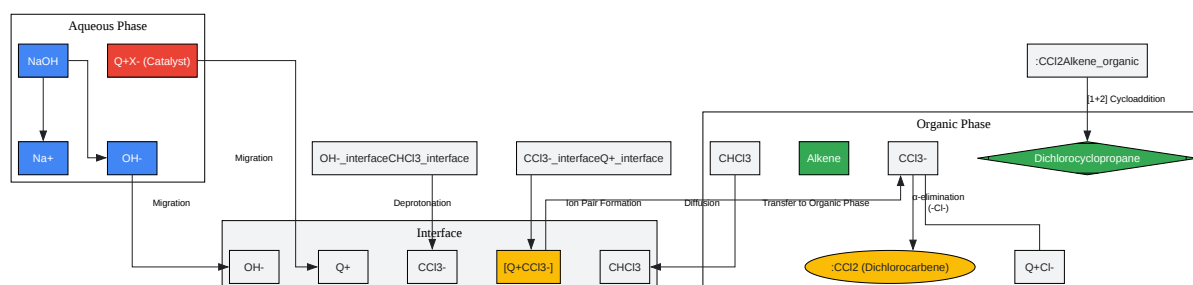 Aqueous Phase
NaOH
Q+X- (Catalyst)
:CCl2Alkene_organic
[1+2] Cycloaddition
Organic Phase
Na+
OH-
Migration
OH-_interfaceCHCl3_interface
CCl3-_interfaceQ+_interface
CHCl3
Alkene
CCl3-
Dichlorocyclopropane
Migration
Deprotonation
Ion Pair Formation
Diffusion
Transfer to Organic Phase
α-elimination
(-Cl-)
Interface
OH-
Q+
CCl3-
[Q+CCl3-]
CHCl3
:CCl2 (Dichlorocarbene)
Q+Cl-